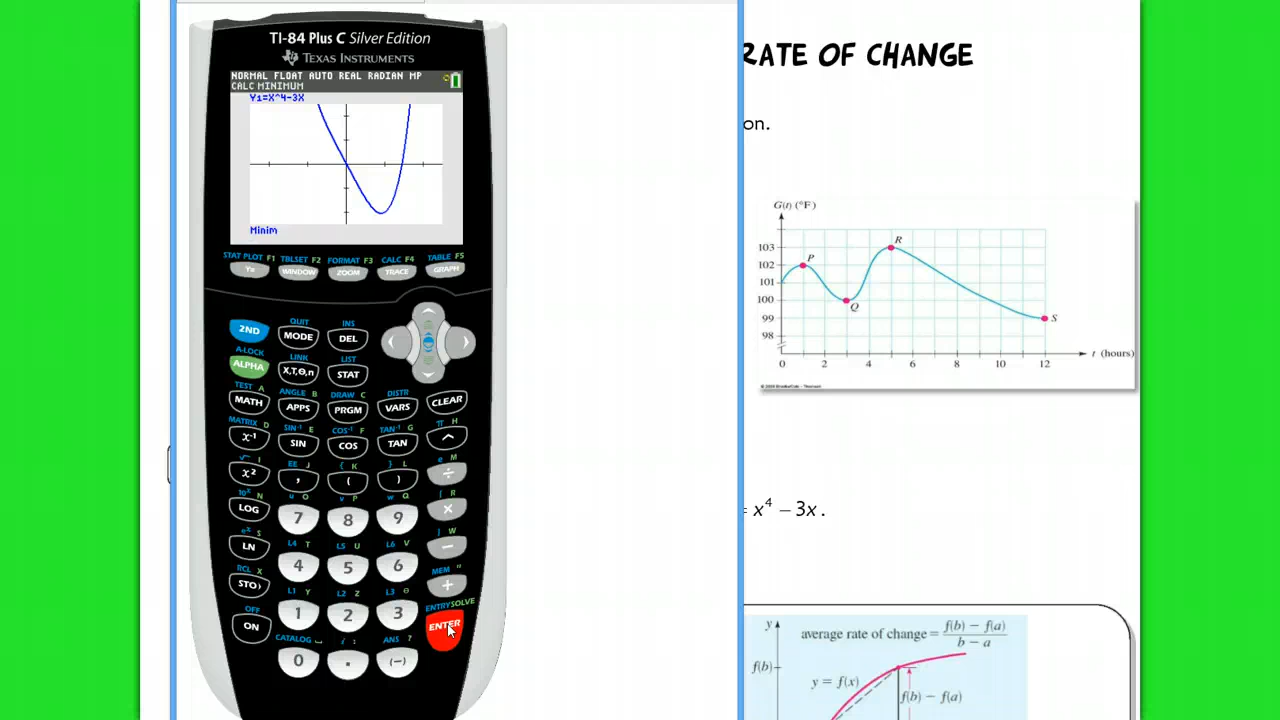 TI-84 Plus C Silver Edition
TEXAS INSTRUMENTS
NORMAL FLOAT AUTO REAL RADIAN MP
CALC MINIMUM
Y1=X^4-3X
Minim
STAT PLOT F1 TBLSET F2 FORMAT F3 CALC F4 TABLE F5
Y= WINDOW ZOOM TRACE GRAPH
QUIT INS
2ND MODE DEL
A-LOCK LINK LIST
ALPHA X,T,Θ,n STAT
TEST A ANGLE B DRAW C DISTR
MATH APPS PRGM VARS CLEAR
MATRIX D SIN⁻¹ E COS⁻¹ F TAN⁻¹ G π H
x⁻¹ SIN COS TAN ^
√ I EE J { K } L e M
x² , ( ) ÷
10ˣ N u O v P w Q [ R
LOG 7 8 9 ×
eˣ S L4 T L5 U L6 V ] W
LN 4 5 6 −
RCL X L1 Y L2 Z L3 θ MEM "
STO› 1 2 3 +
OFF CATALOG i : ANS ? ENTRY SOLVE
ON 0 . (−) ENTER
RATE OF CHANGE
on.
G(t) (°F)
103
102
101
100
99
98
P
Q
R
S
0 2 4 6 8 10 12
t (hours)
= x⁴ − 3x .
y
average rate of change = f(b) − f(a) / b − a
f(b)
y = f(x)
f(b) − f(a)